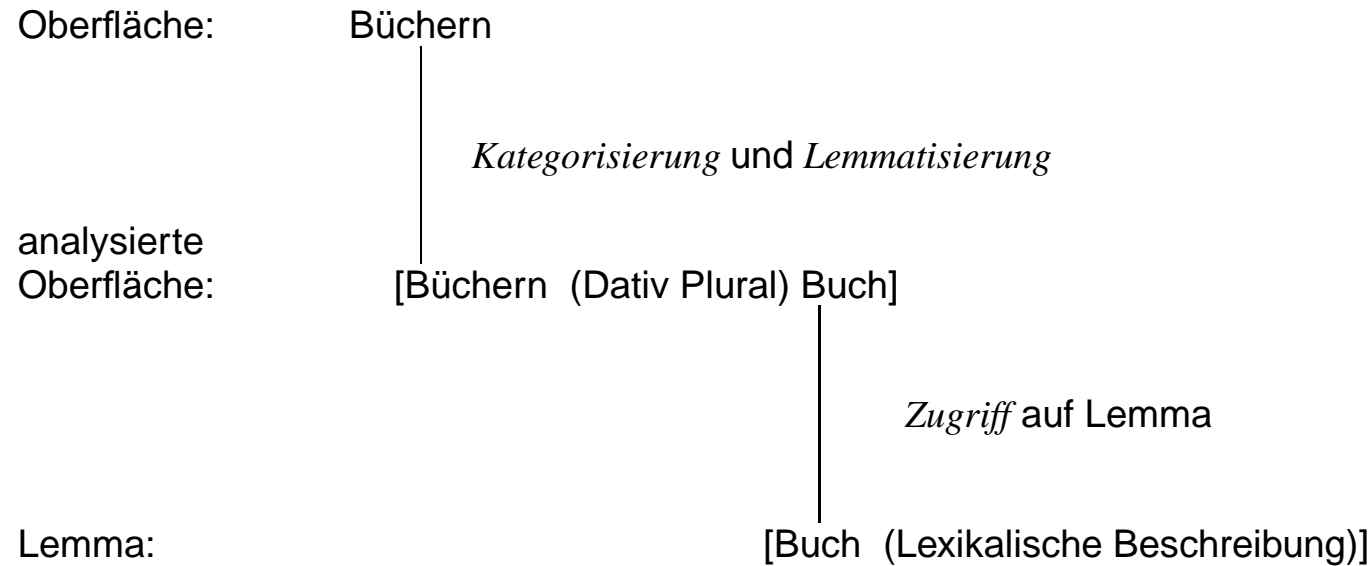 Oberfläche: Büchern
Kategorisierung und Lemmatisierung
analysierte
Oberfläche: [Büchern (Dativ Plural) Buch]
Zugriff auf Lemma
Lemma: [Buch (Lexikalische Beschreibung)]